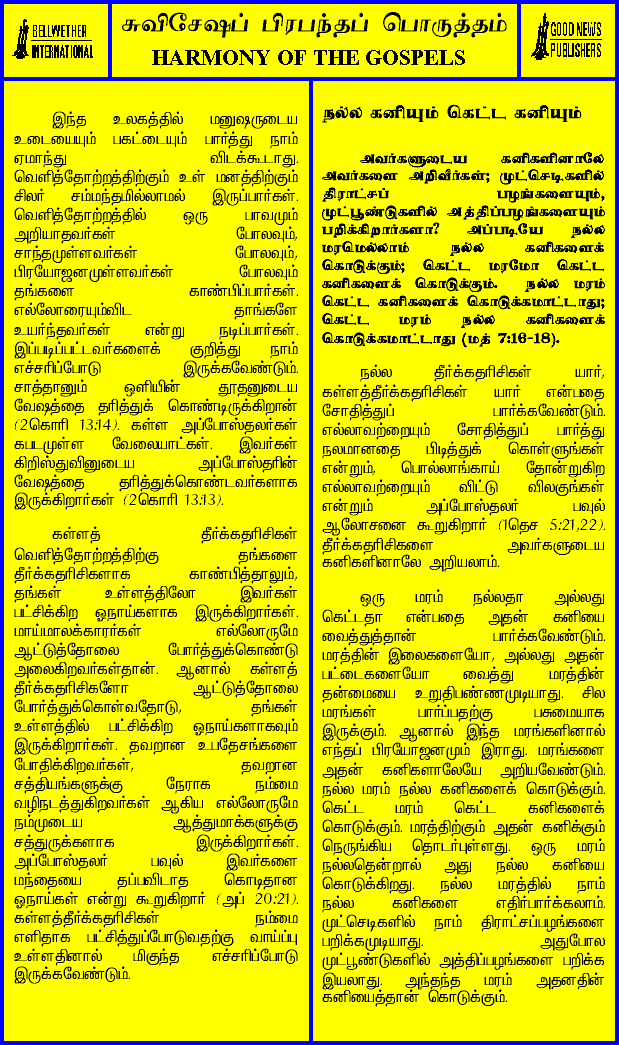 BELLWETHER
INTERNATIONAL
சுவிசேஷப் பிரபந்தப் பொருத்தம்
HARMONY OF THE GOSPELS
GOOD NEWS
PUBLISHERS
இந்த உலகத்தில் மனுஷருடைய
உடையையும் பகட்டையும் பார்த்து நாம்
ஏமாந்து விடக்கூடாது.
வெளித்தோற்றத்திற்கும் உள் மனத்திற்கும்
சிலர் சம்மந்தமில்லாமல் இருப்பார்கள்.
வெளித்தோற்றத்தில் ஒரு பாவமும்
அறியாதவர்கள் போலவும்,
சாந்தமுள்ளவர்கள் போலவும்,
பிரயோஜனமுள்ளவர்கள் போலவும்
தங்களை காண்பிப்பார்கள்.
எல்லோரையும்விட தாங்களே
உயர்ந்தவர்கள் என்று நடிப்பார்கள்.
இப்படிப்பட்டவர்களைக் குறித்து நாம்
எச்சரிப்போடு இருக்கவேண்டும்.
சாத்தானும் ஒளியின் தூதனுடைய
வேஷத்தை தரித்துக் கொண்டிருக்கிறான்
(2கொரி 13:14). கள்ள அப்போஸ்தலர்கள்
கபடமுள்ள வேலையாட்கள். இவர்கள்
கிறிஸ்துவினுடைய அப்போஸ்தரின்
வேஷத்தை தரித்துக்கொண்டவர்களாக
இருக்கிறார்கள் (2கொரி 13:13).
கள்ளத் தீர்க்கதரிசிகள்
வெளித்தோற்றத்திற்கு தங்களை
தீர்க்கதரிசிகளாக காண்பித்தாலும்,
தங்கள் உள்ளத்திலோ இவர்கள்
பட்சிக்கிற ஓநாய்களாக இருக்கிறார்கள்.
மாய்மாலக்காரர்கள் எல்லோருமே
ஆட்டுத்தோலை போர்த்துக்கொண்டு
அலைகிறவர்கள்தான். ஆனால் கள்ளத்
தீர்க்கதரிசிகளோ ஆட்டுத்தோலை
போர்த்துக்கொள்வதோடு, தங்கள்
உள்ளத்தில் பட்சிக்கிற ஓநாய்களாகவும்
இருக்கிறார்கள். தவறான உபதேசங்களை
போதிக்கிறவர்கள், தவறான
சத்தியங்களுக்கு நேராக நம்மை
வழிநடத்துகிறவர்கள் ஆகிய எல்லோருமே
நம்முடைய ஆத்துமாக்களுக்கு
சத்துருக்களாக இருக்கிறார்கள்.
அப்போஸ்தலர் பவுல் இவர்களை
மந்தையை தப்பவிடாத கொடிதான
ஓநாய்கள் என்று கூறுகிறார் (அப் 20:21).
கள்ளத்தீர்க்கதரிசிகள் நம்மை
எளிதாக பட்சித்துப்போடுவதற்கு வாய்ப்பு
உள்ளதினால் மிகுந்த எச்சரிப்போடு
இருக்கவேண்டும்.
நல்ல கனியும் கெட்ட கனியும்
அவர்களுடைய கனிகளினாலே
அவர்களை அறிவீர்கள்; முட்செடிகளில்
திராட்சப் பழங்களையும்,
முட்பூண்டுகளில் அத்திப்பழங்களையும்
பறிக்கிறார்களா? அப்படியே நல்ல
மரமெல்லாம் நல்ல கனிகளைக்
கொடுக்கும்; கெட்ட மரமோ கெட்ட
கனிகளைக் கொடுக்கும். நல்ல மரம்
கெட்ட கனிகளைக் கொடுக்கமாட்டாது;
கெட்ட மரம் நல்ல கனிகளைக்
கொடுக்கமாட்டாது (மத் 7:16-18).
நல்ல தீர்க்கதரிசிகள் யார்,
கள்ளத்தீர்க்கதரிசிகள் யார் என்பதை
சோதித்துப் பார்க்கவேண்டும்.
எல்லாவற்றையும் சோதித்துப் பார்த்து
நலமானதை பிடித்துக் கொள்ளுங்கள்
என்றும், பொல்லாங்காய் தோன்றுகிற
எல்லாவற்றையும் விட்டு விலகுங்கள்
என்றும் அப்போஸ்தலர் பவுல்
ஆலோசனை கூறுகிறார் (1தெச 5:21,22).
தீர்க்கதரிசிகளை அவர்களுடைய
கனிகளினாலே அறியலாம்.
ஒரு மரம் நல்லதா அல்லது
கெட்டதா என்பதை அதன் கனியை
வைத்துத்தான் பார்க்கவேண்டும்.
மரத்தின் இலைகளையோ, அல்லது அதன்
பட்டைகளையோ வைத்து மரத்தின்
தன்மையை உறுதிபண்ணமுடியாது. சில
மரங்கள் பார்ப்பதற்கு பசுமையாக
இருக்கும். ஆனால் இந்த மரங்களினால்
எந்தப் பிரயோஜனமும் இராது. மரங்களை
அதன் கனிகளாலேயே அறியவேண்டும்.
நல்ல மரம் நல்ல கனிகளைக் கொடுக்கும்.
கெட்ட மரம் கெட்ட கனிகளைக்
கொடுக்கும். மரத்திற்கும் அதன் கனிக்கும்
நெருங்கிய தொடர்புள்ளது. ஒரு மரம்
நல்லதென்றால் அது நல்ல கனியை
கொடுக்கிறது. நல்ல மரத்தில் நாம்
நல்ல கனிகளை எதிர்பார்க்கலாம்.
முட்செடிகளில் நாம் திராட்சப்பழங்களை
பறிக்கமுடியாது. அதுபோல
முட்பூண்டுகளில் அத்திப்பழங்களை பறிக்க
இயலாது. அந்தந்த மரம் அதனதின்
கனியைத்தான் கொடுக்கும்.